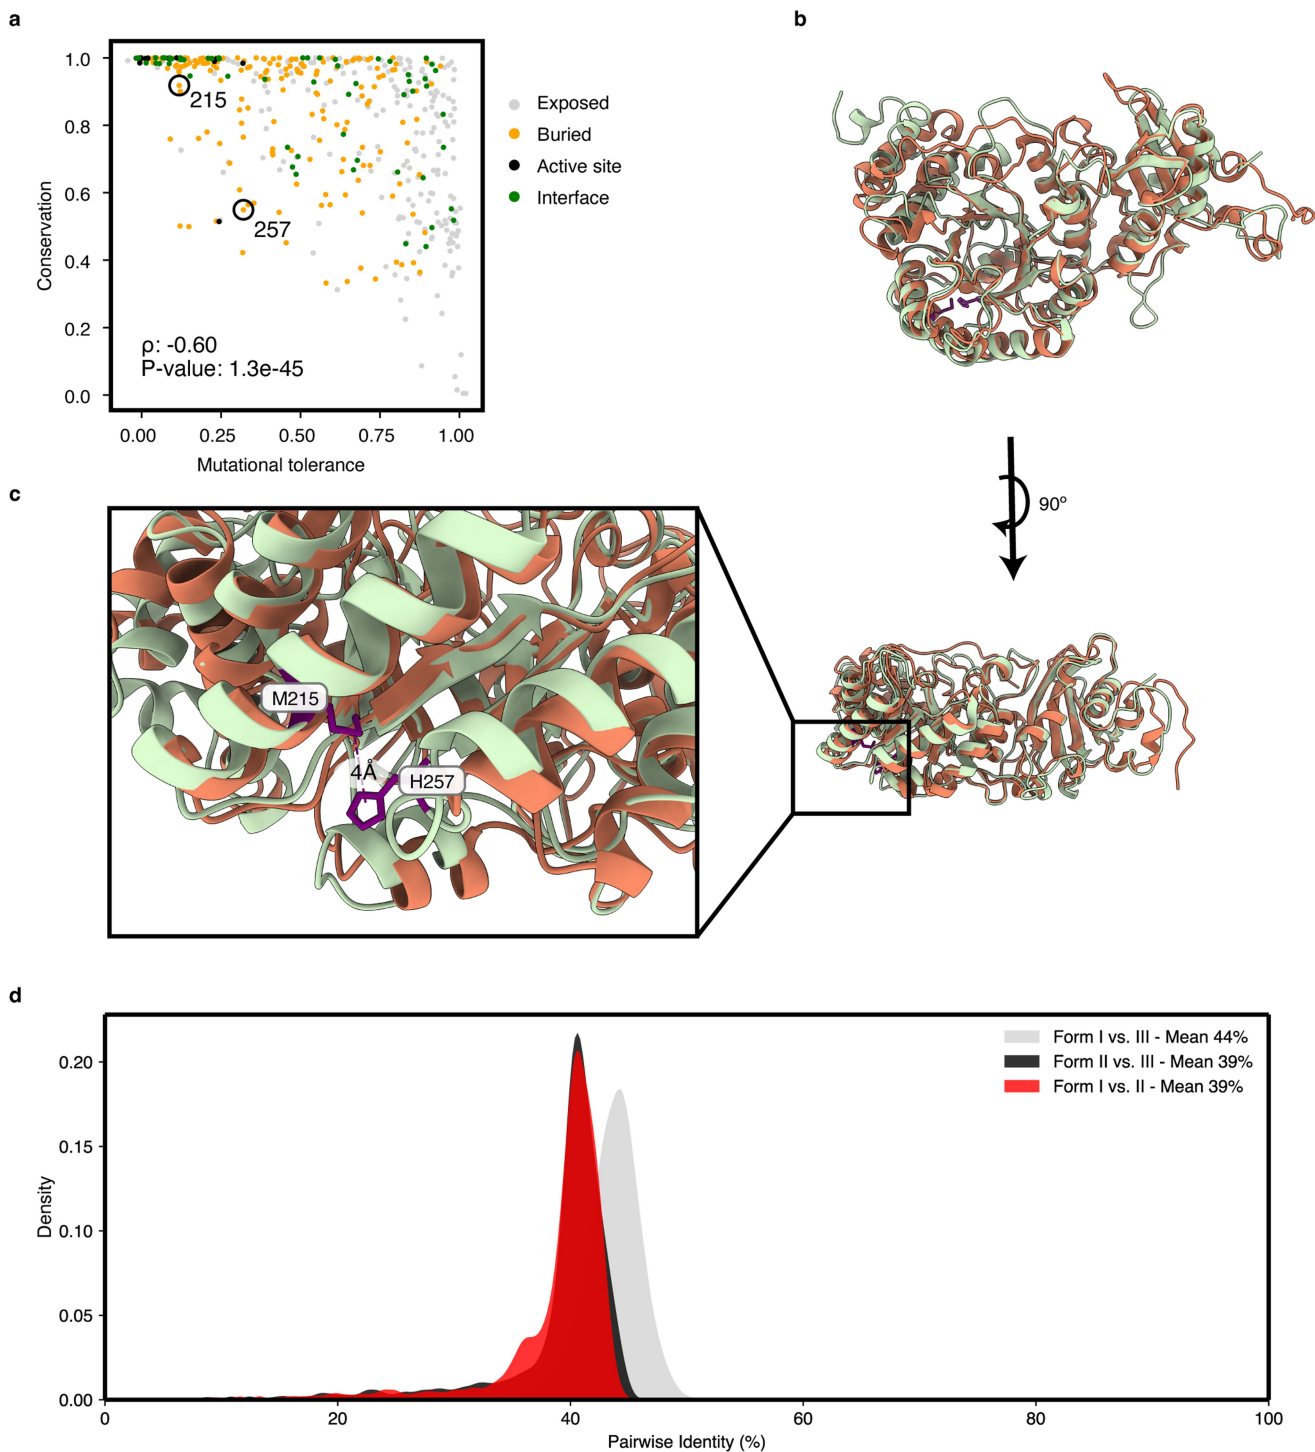 a
b
1.0
0.8
0.6
0.4
0.2
0.0
Conservation
215
257
ρ: -0.60
P-value: 1.3e-45
0.00 0.25 0.50 0.75 1.00
Mutational tolerance
Exposed
Buried
Active site
Interface
90º
c
M215
4Å
H257
d
Form I vs. III - Mean 44%
Form II vs. III - Mean 39%
Form I vs. II - Mean 39%
0.20
0.15
0.10
0.05
0.00
Density
0 20 40 60 80 100
Pairwise Identity (%)